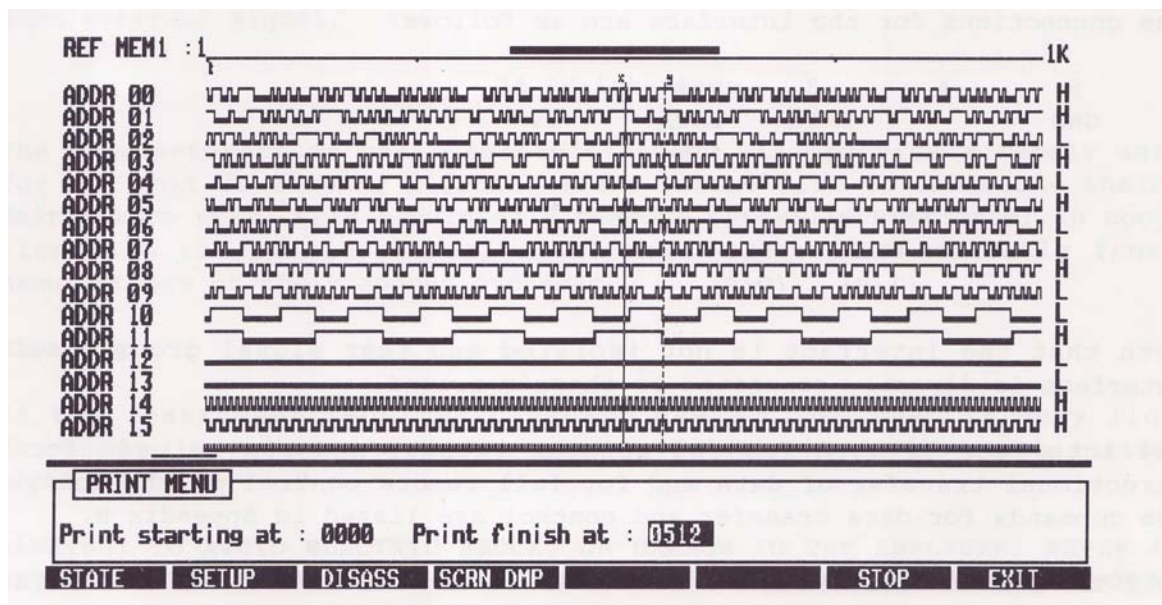 REF MEM1 :1 1K
x y
ADDR 00 H
ADDR 01 H
ADDR 02 L
ADDR 03 H
ADDR 04 L
ADDR 05 H
ADDR 06 L
ADDR 07 L
ADDR 08 H
ADDR 09 L
ADDR 10 L
ADDR 11 H
ADDR 12 L
ADDR 13 L
ADDR 14 H
ADDR 15 H
PRINT MENU
Print starting at : 0000 Print finish at : 0512
STATE SETUP DISASS SCRN DMP STOP EXIT